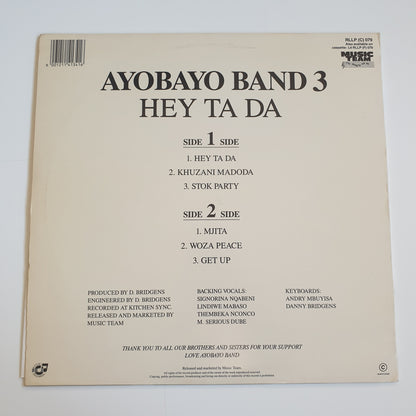 RLLP (C) 079
Also available on
cassette: L4 RLLP (F) 079
MUSIC
TEAM
AYOBAYO BAND 3
HEY TA DA
SIDE 1 SIDE
1. HEY TA DA
2. KHUZANI MADODA
3. STOK PARTY
SIDE 2 SIDE
1. MJITA
2. WOZA PEACE
3. GET UP
PRODUCED BY D. BRIDGENS
ENGINEERED BY D. BRIDGENS
RECORDED AT KITCHEN SYNC.
RELEASED AND MARKETED BY
MUSIC TEAM
BACKING VOCALS:
SIGNORINA NQABENI
LINDIWE MABASO
THEMBEKA NCONCO
M. SERIOUS DUBE
KEYBOARDS:
ANDRY MBUYISA
DANNY BRIDGENS
THANK YOU TO ALL OUR BROTHERS AND SISTERS FOR YOUR SUPPORT
LOVE AYOBAYO BAND
Released and marketed by Music Team.